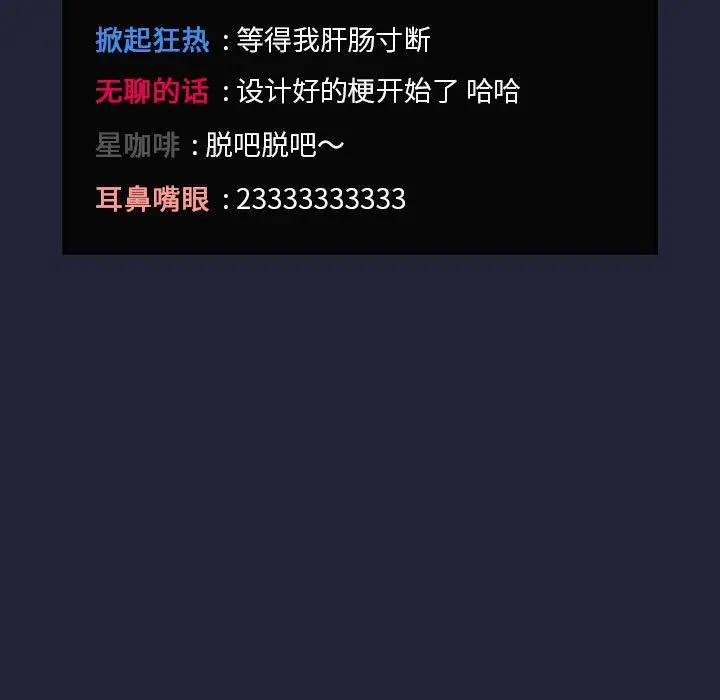 掀起狂热 : 等得我肝肠寸断
无聊的话 : 设计好的梗开始了 哈哈
星咖啡 : 脱吧脱吧～
耳鼻嘴眼 : 23333333333